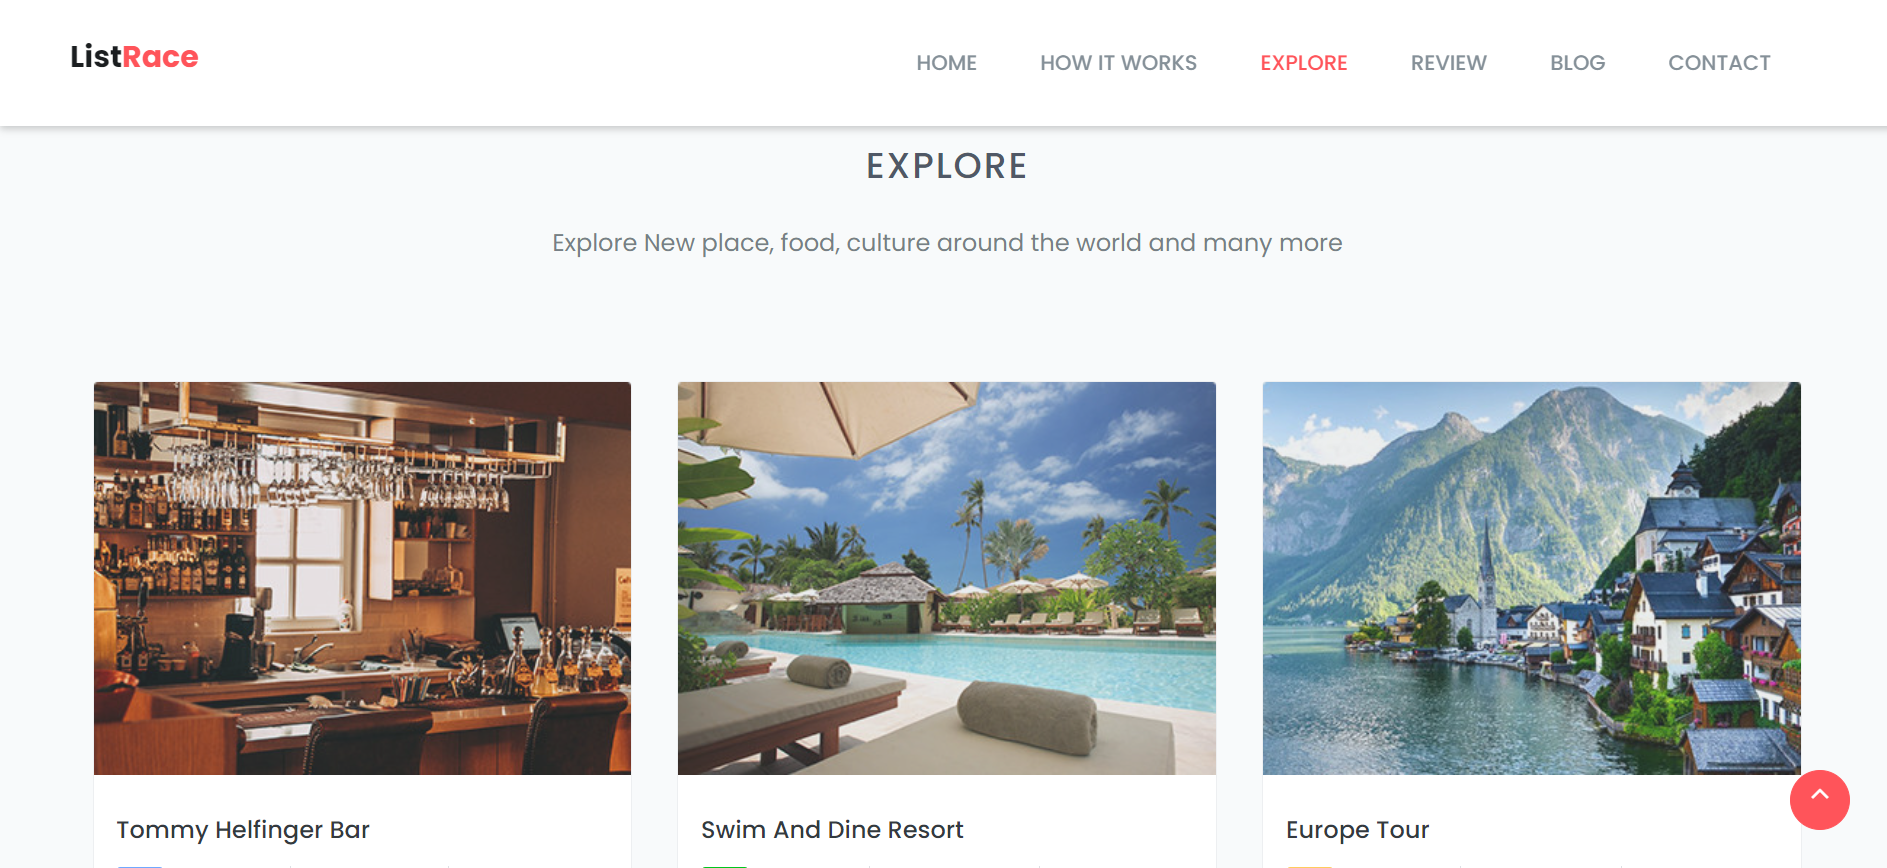 ListRace
HOME HOW IT WORKS EXPLORE REVIEW BLOG CONTACT
EXPLORE
Explore New place, food, culture around the world and many more
Tommy Helfinger Bar
Swim And Dine Resort
Europe Tour